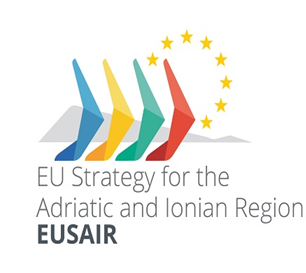 EU Strategy for the
Adriatic and Ionian Region
EUSAIR